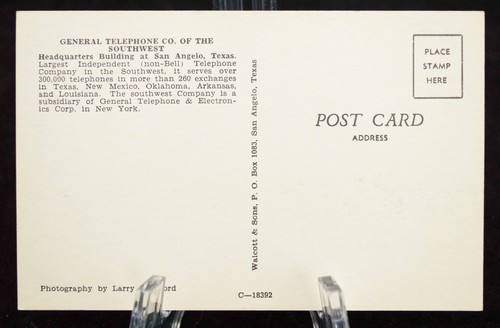 GENERAL TELEPHONE CO. OF THE
SOUTHWEST
Headquarters Building at San Angelo, Texas.
Largest Independent (non-Bell) Telephone
Company in the Southwest, it serves over
300,000 telephones in more than 260 exchanges
in Texas, New Mexico, Oklahoma, Arkansas,
and Louisiana. The southwest Company is a
subsidiary of General Telephone & Electron-
ics Corp. in New York.
Photography by Larry
Walcott & Sons, P. O. Box 1083, San Angelo, Texas
C—18392
PLACE
STAMP
HERE
POST CARD
ADDRESS